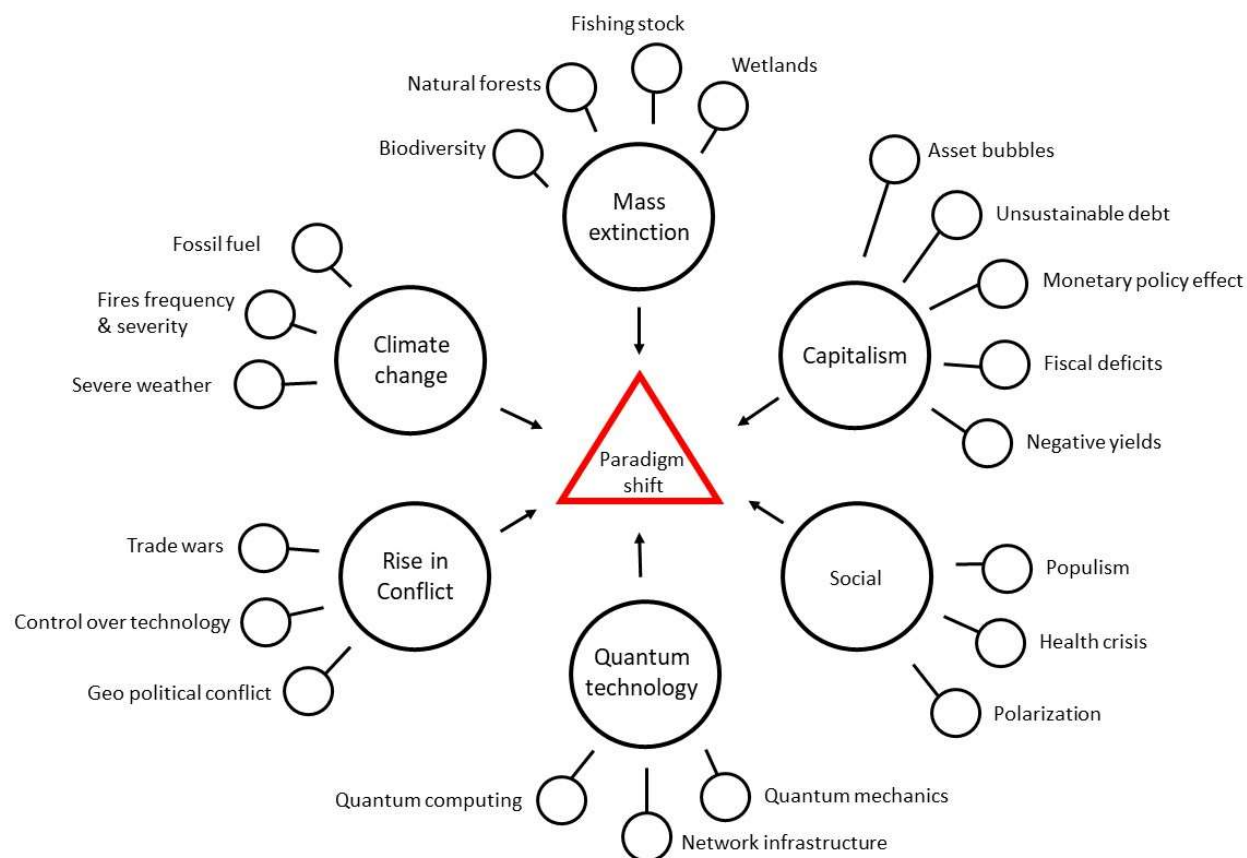 Fishing stock
Wetlands
Natural forests
Biodiversity
Mass
extinction
Asset bubbles
Unsustainable debt
Monetary policy effect
Fiscal deficits
Negative yields
Capitalism
Fossil fuel
Fires frequency
& severity
Severe weather
Climate
change
Paradigm
shift
Trade wars
Control over technology
Geo political conflict
Rise in
Conflict
Quantum
technology
Quantum computing
Network infrastructure
Quantum mechanics
Social
Populism
Health crisis
Polarization